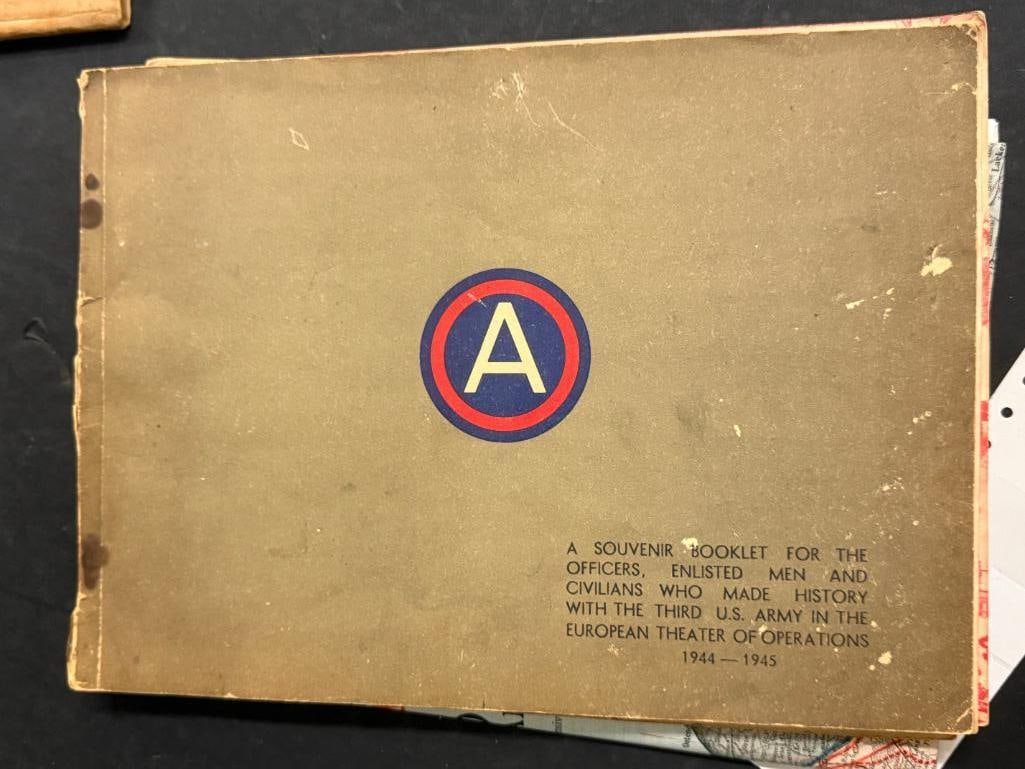 A
A SOUVENIR BOOKLET FOR THE
OFFICERS, ENLISTED MEN AND
CIVILIANS WHO MADE HISTORY
WITH THE THIRD U.S. ARMY IN THE
EUROPEAN THEATER OF OPERATIONS
1944 — 1945